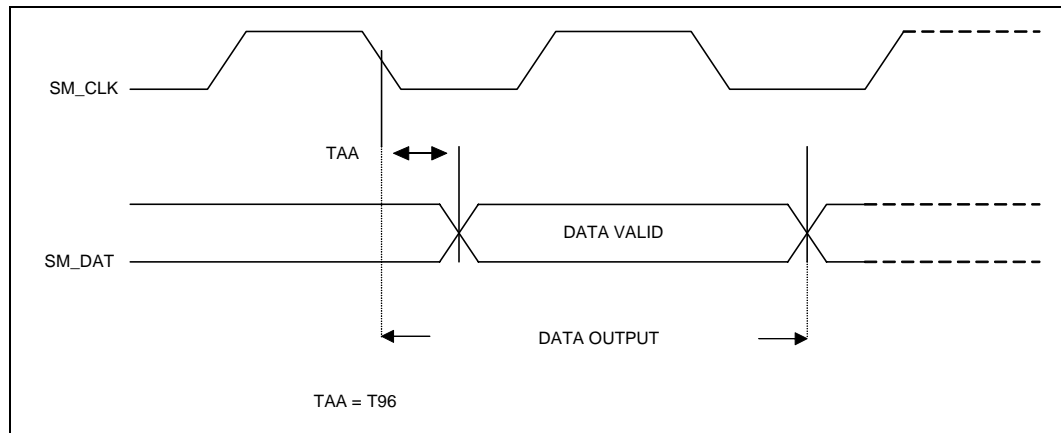 SM_CLK
TAA
DATA VALID
SM_DAT
DATA OUTPUT
TAA = T96